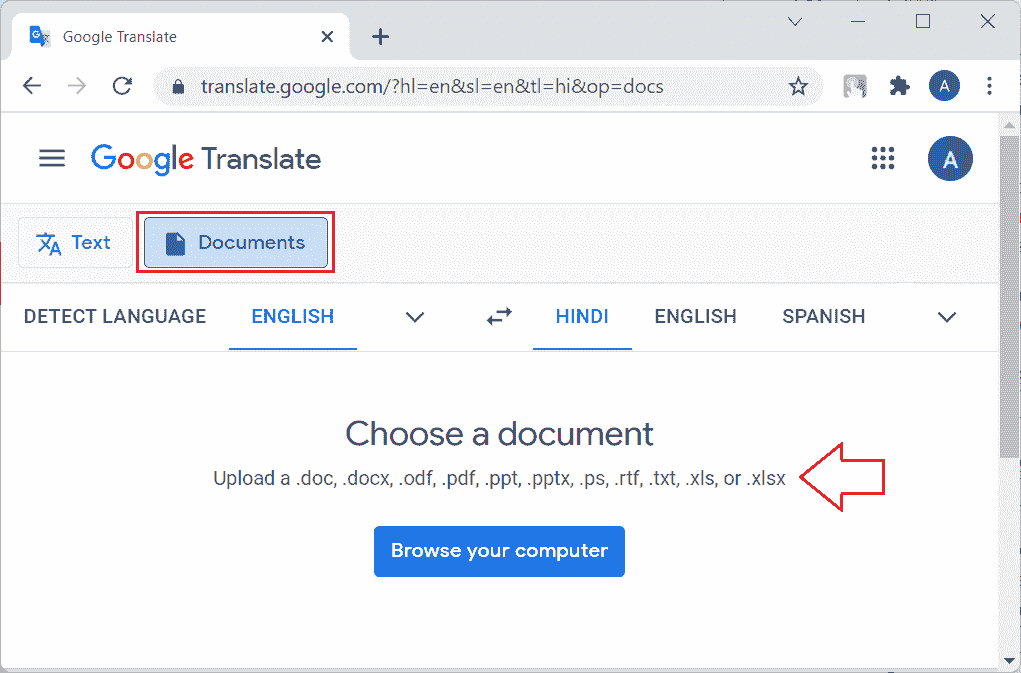 Google Translate
translate.google.com/?hl=en&sl=en&tl=hi&op=docs
A
Google Translate
A
Text
Documents
DETECT LANGUAGE ENGLISH HINDI ENGLISH SPANISH
Choose a document
Upload a .doc, .docx, .odf, .pdf, .ppt, .pptx, .ps, .rtf, .txt, .xls, or .xlsx
Browse your computer